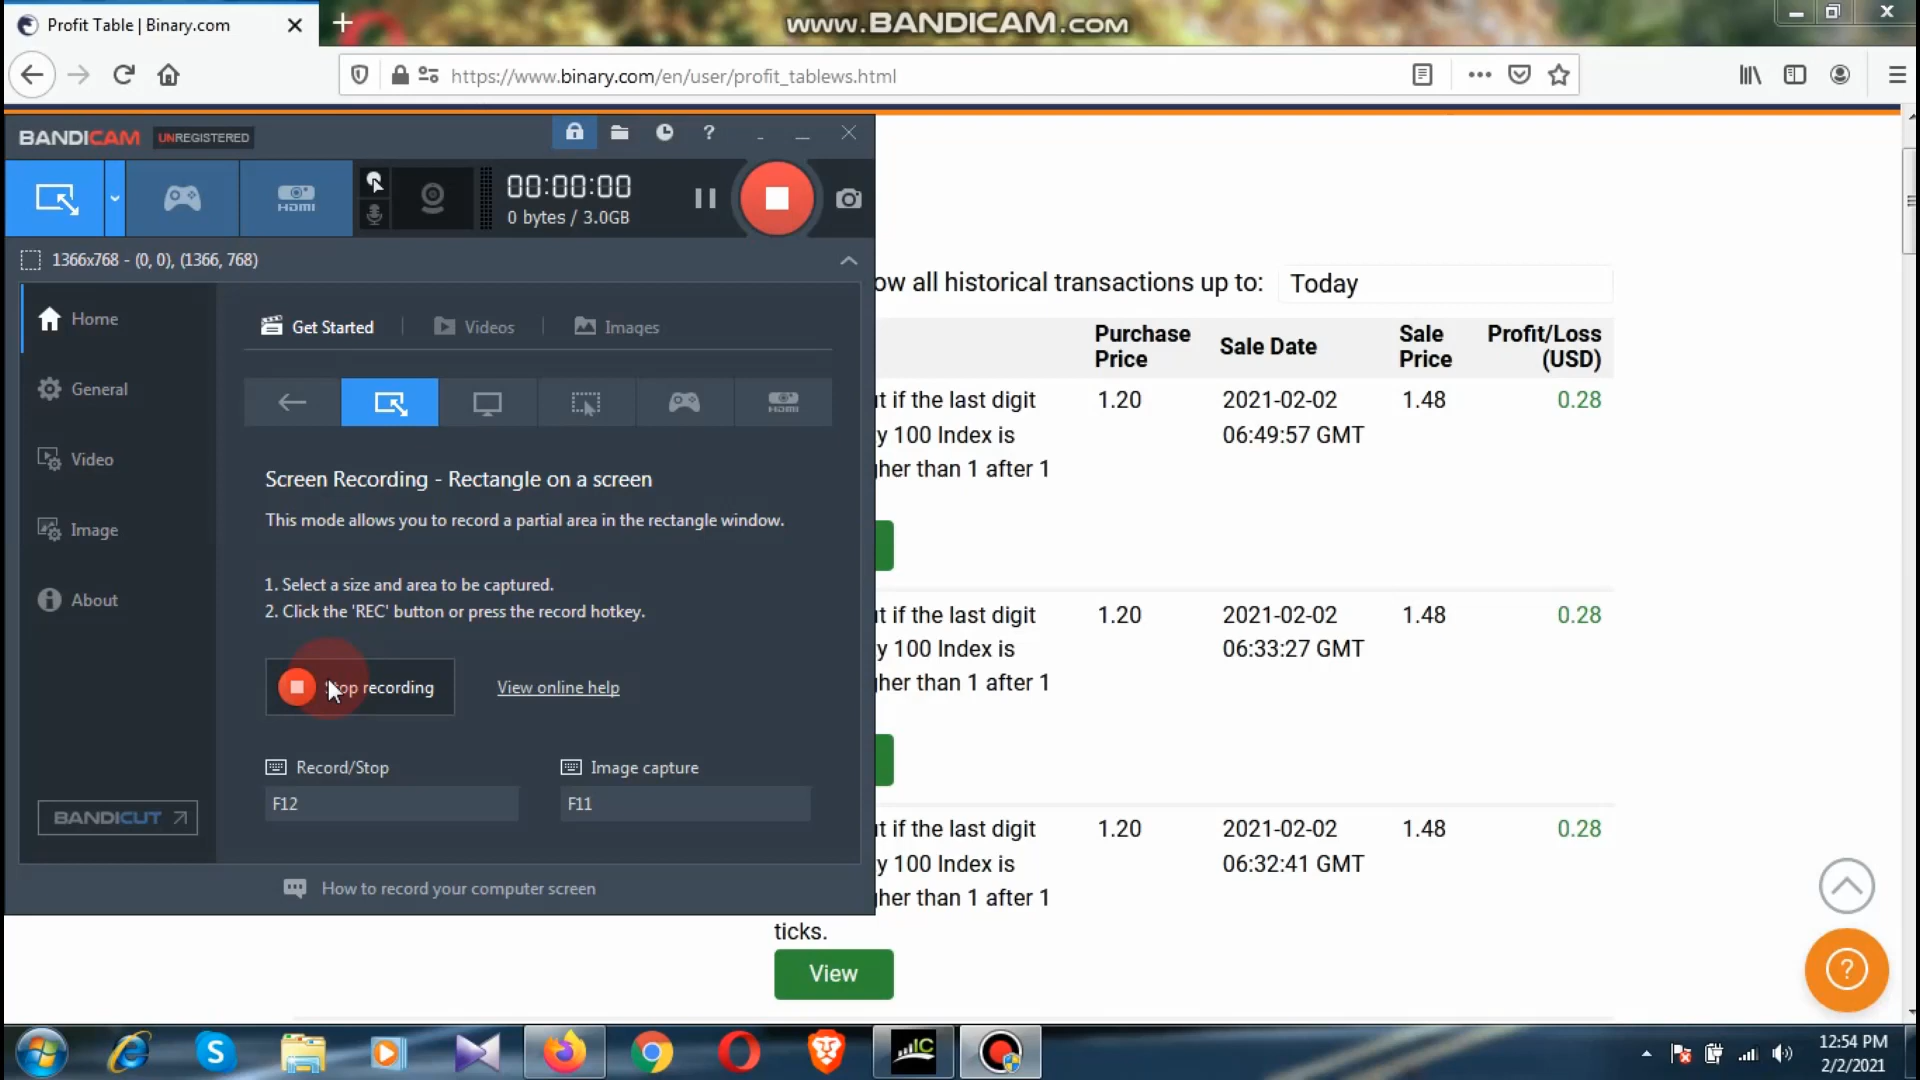 Profit Table | Binary.com
www.BANDICAM.com
https://www.binary.com/en/user/profit_tablews.html
BANDICAM UNREGISTERED
HDMI
00:00:00
0 bytes / 3.0GB
1366x768 - (0, 0), (1366, 768)
Home
General
Video
Image
About
BANDICUT
Get Started
Videos
Images
HDMI
Screen Recording - Rectangle on a screen
This mode allows you to record a partial area in the rectangle window.
1. Select a size and area to be captured.
2. Click the 'REC' button or press the record hotkey.
top recording
View online help
Record/Stop
Image capture
F12
F11
How to record your computer screen
ow all historical transactions up to: Today
Purchase Price
Sale Date
Sale Price
Profit/Loss (USD)
t if the last digit 1.20 2021-02-02 1.48 0.28
y 100 Index is 06:49:57 GMT
her than 1 after 1
t if the last digit 1.20 2021-02-02 1.48 0.28
y 100 Index is 06:33:27 GMT
her than 1 after 1
t if the last digit 1.20 2021-02-02 1.48 0.28
y 100 Index is 06:32:41 GMT
her than 1 after 1
ticks.
View
IC
12:54 PM
2/2/2021